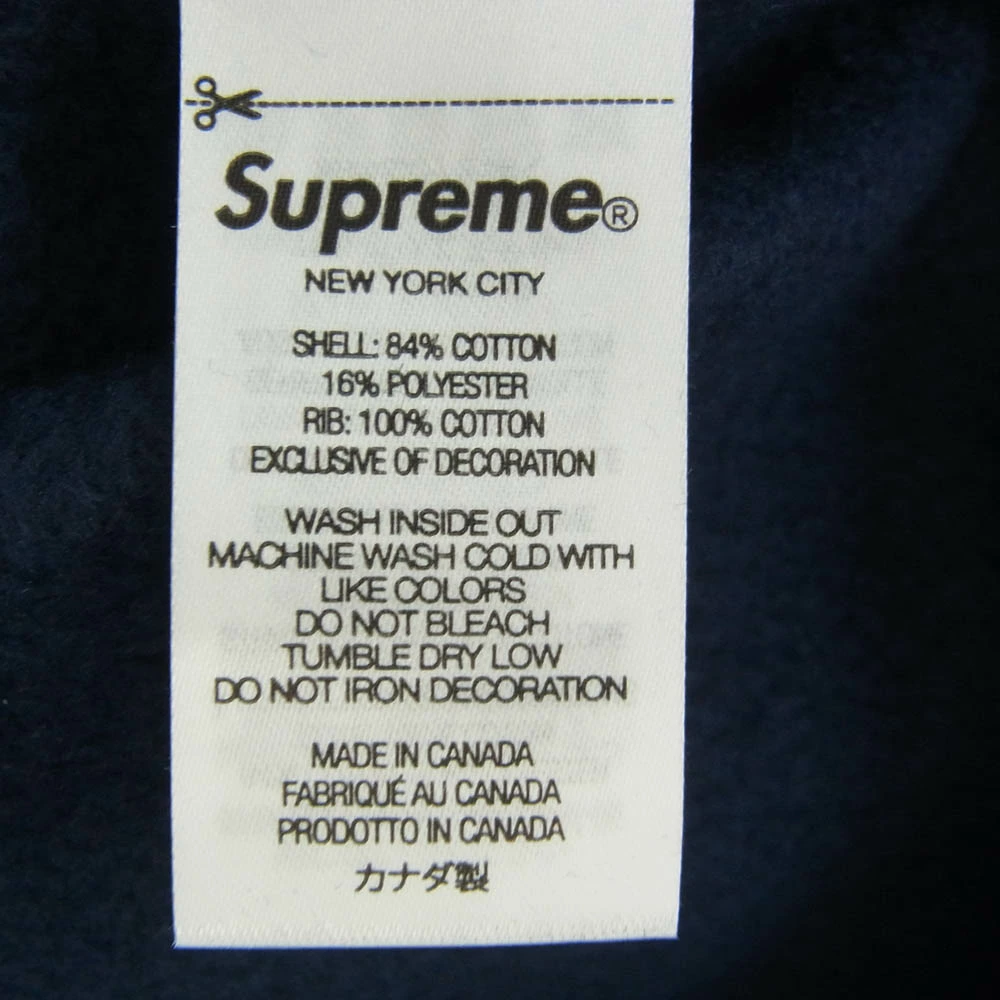 Supreme®
NEW YORK CITY
SHELL: 84% COTTON
16% POLYESTER
RIB: 100% COTTON
EXCLUSIVE OF DECORATION
WASH INSIDE OUT
MACHINE WASH COLD WITH
LIKE COLORS
DO NOT BLEACH
TUMBLE DRY LOW
DO NOT IRON DECORATION
MADE IN CANADA
FABRIQUÉ AU CANADA
PRODOTTO IN CANADA
カナダ製